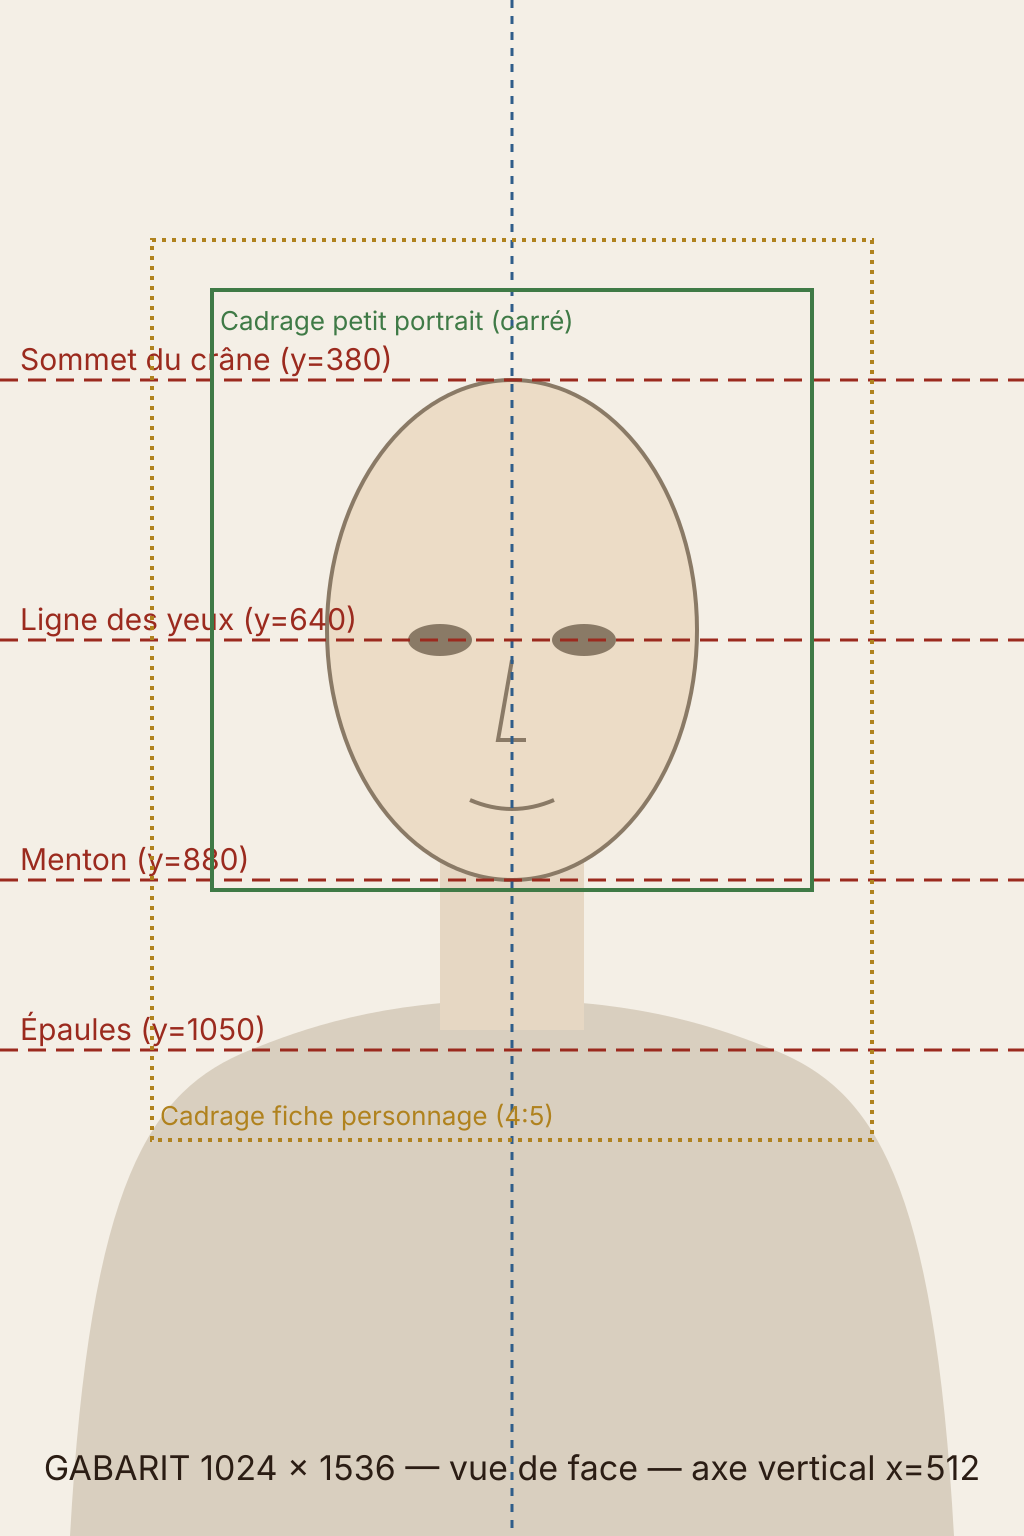 Cadrage petit portrait (carré)
Sommet du crâne (y=380)
Ligne des yeux (y=640)
Menton (y=880)
Épaules (y=1050)
Cadrage fiche personnage (4:5)
GABARIT 1024 × 1536 — vue de face — axe vertical x=512